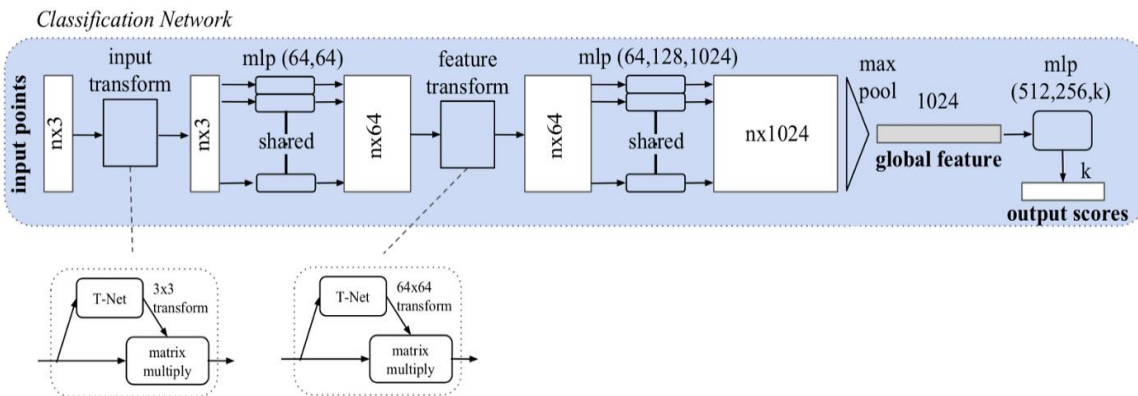 Classification Network
input points
nx3
input
transform
nx3
mlp (64,64)
shared
nx64
feature
transform
nx64
mlp (64,128,1024)
shared
nx1024
max
pool
1024
global feature
mlp
(512,256,k)
k
output scores
T-Net
3x3
transform
matrix
multiply
T-Net
64x64
transform
matrix
multiply